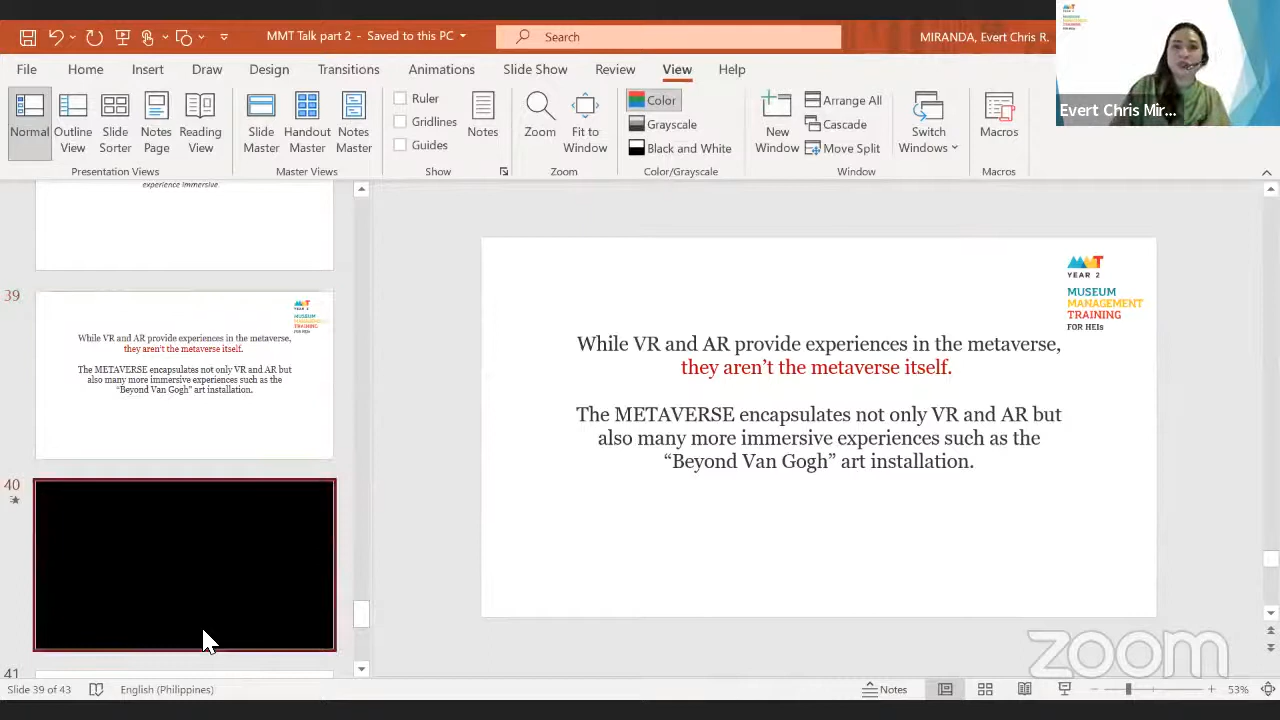 MMT Talk part 2 - Saved to this PC
Search
MIRANDA, Evert Chris R.
File Home Insert Draw Design Transitions Animations Slide Show Review View Help
Normal
Outline View
Slide Sorter
Notes Page
Reading View
Presentation Views
Slide Master
Handout Master
Notes Master
Master Views
Ruler
Gridlines
Guides
Show
Notes
Zoom
Fit to Window
Zoom
Color
Grayscale
Black and White
Color/Grayscale
New Window
Arrange All
Cascade
Move Split
Switch Windows
Window
Macros
Macros
Evert Chris Mir...
experience immersive.
39
While VR and AR provide experiences in the metaverse,
they aren't the metaverse itself.
The METAVERSE encapsulates not only VR and AR but
also many more immersive experiences such as the
“Beyond Van Gogh” art installation.
40
41
MMT
YEAR 2
MUSEUM
MANAGEMENT
TRAINING
FOR HEIs
While VR and AR provide experiences in the metaverse,
they aren’t the metaverse itself.
The METAVERSE encapsulates not only VR and AR but
also many more immersive experiences such as the
“Beyond Van Gogh” art installation.
zoom
Slide 39 of 43
English (Philippines)
Notes
53%